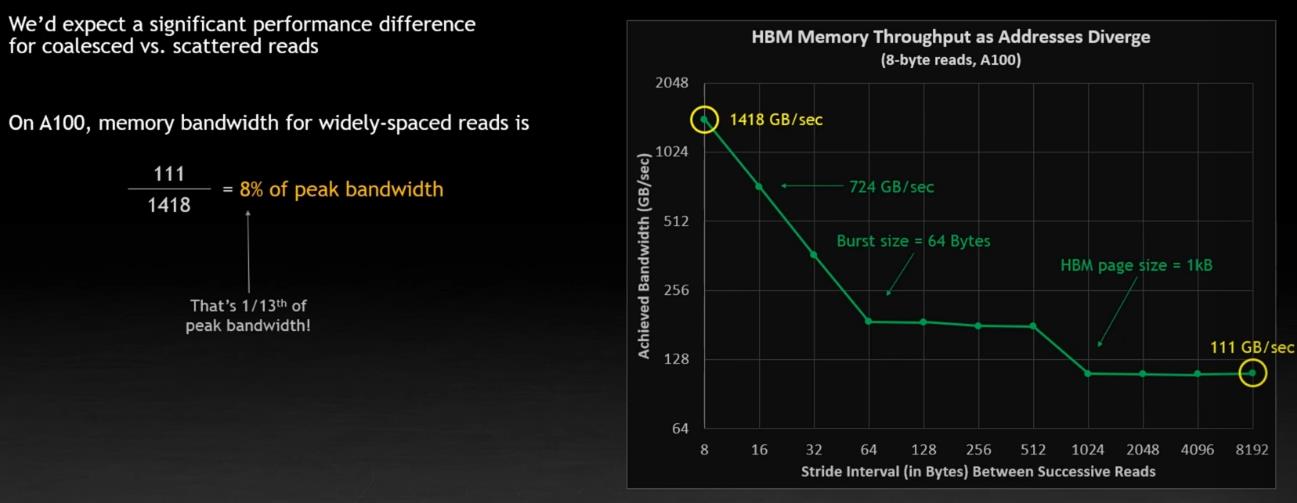 We'd expect a significant performance difference
for coalesced vs. scattered reads
On A100, memory bandwidth for widely-spaced reads is
111
1418
= 8% of peak bandwidth
That's 1/13th of
peak bandwidth!
HBM Memory Throughput as Addresses Diverge
(8-byte reads, A100)
Achieved Bandwidth (GB/sec)
2048
1024
512
256
128
64
1418 GB/sec
724 GB/sec
Burst size = 64 Bytes
HBM page size = 1kB
111 GB/sec
8 16 32 64 128 256 512 1024 2048 4096 8192
Stride Interval (in Bytes) Between Successive Reads